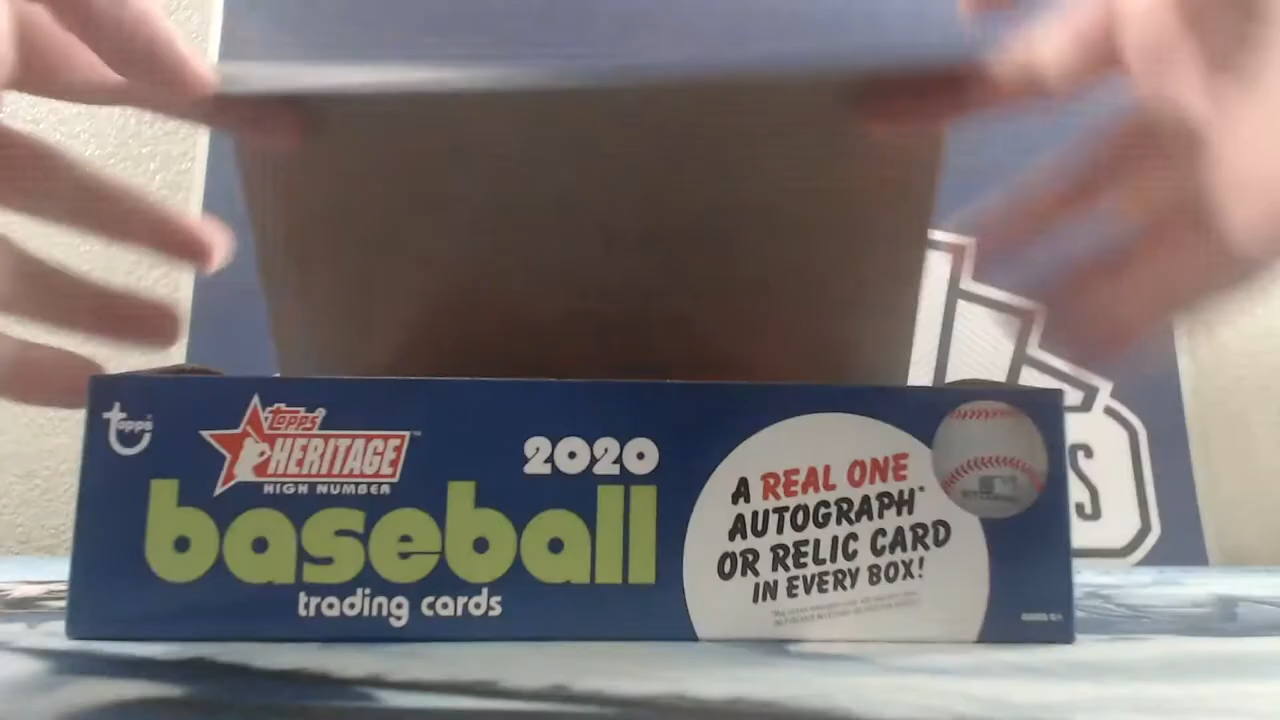 topps
topps
HERITAGE
HIGH NUMBER
2020
baseball
trading cards
A REAL ONE
AUTOGRAPH*
OR RELIC CARD
IN EVERY BOX!
S